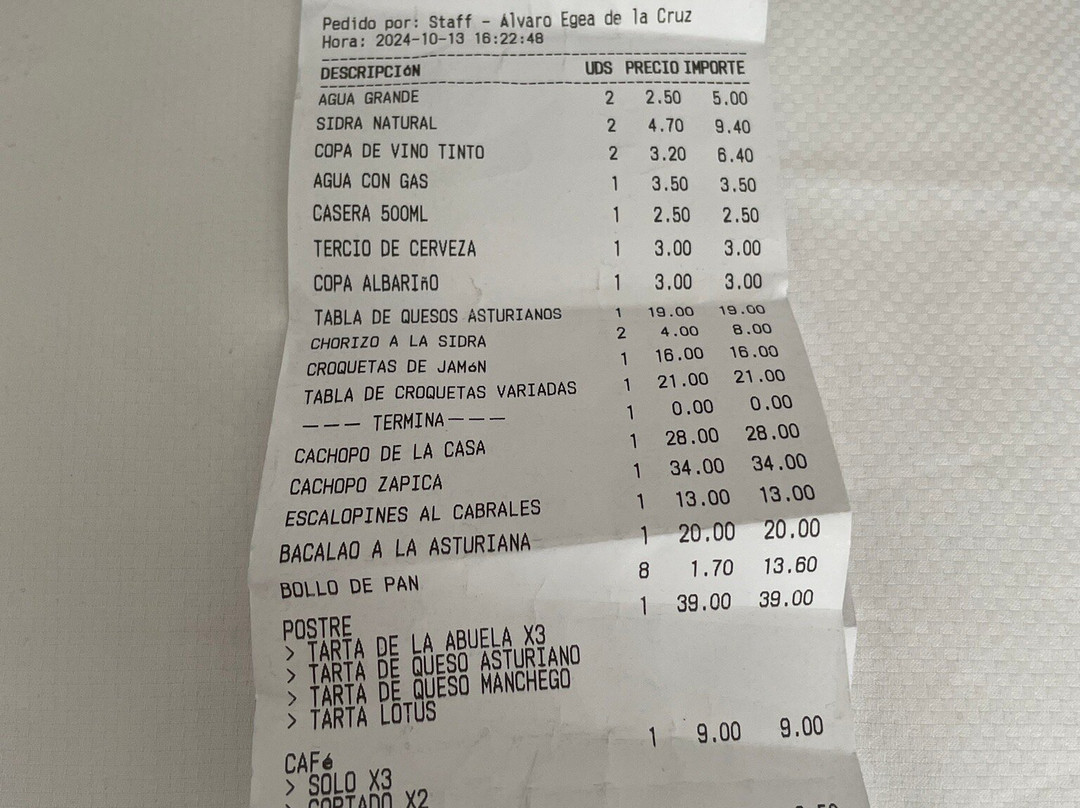 Pedido por: Staff - Alvaro Egea de la Cruz
Hora: 2024-10-13 16:22:48
DESCRIPCIóN UDS PRECIO IMPORTE
AGUA GRANDE 2 2.50 5.00
SIDRA NATURAL 2 4.70 9.40
COPA DE VINO TINTO 2 3.20 6.40
AGUA CON GAS 1 3.50 3.50
CASERA 500ML 1 2.50 2.50
TERCIO DE CERVEZA 1 3.00 3.00
COPA ALBARIñO 1 3.00 3.00
TABLA DE QUESOS ASTURIANOS 1 19.00 19.00
CHORIZO A LA SIDRA 2 4.00 8.00
CROQUETAS DE JAMóN 1 16.00 16.00
TABLA DE CROQUETAS VARIADAS 1 21.00 21.00
--- TERMINA--- 1 0.00 0.00
CACHOPO DE LA CASA 1 28.00 28.00
CACHOPO ZAPICA 1 34.00 34.00
ESCALOPINES AL CABRALES 1 13.00 13.00
BACALAO A LA ASTURIANA 1 20.00 20.00
BOLLO DE PAN 8 1.70 13.60
POSTRE 1 39.00 39.00
> TARTA DE LA ABUELA X3
> TARTA DE QUESO ASTURIANO
> TARTA DE QUESO MANCHEGO
> TARTA LOTUS
CAFé 1 9.00 9.00
> SOLO X3
> CORTADO X2